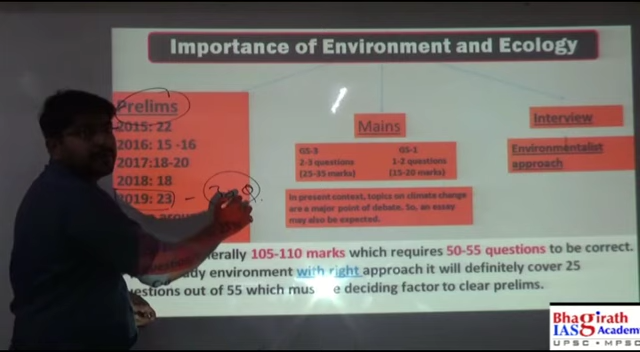 Importance of Environment and Ecology
Prelims
2015: 22
2016: 15 -16
2017:18-20
2018: 18
2019: 23
Mains
GS-3
2-3 questions
(25-35 marks)
GS-1
1-2 questions
(15-20 marks)
In present context, topics on climate change
are a major point of debate. So, an essay
may also be expected.
Interview
Environmentalist
approach
105-110 marks which requires 50-55 questions to be correct.
environment with right approach it will definitely cover 25
out of 55 which deciding factor to clear prelims.
Bhagirath
IAS Academy
UPSC - MPSC